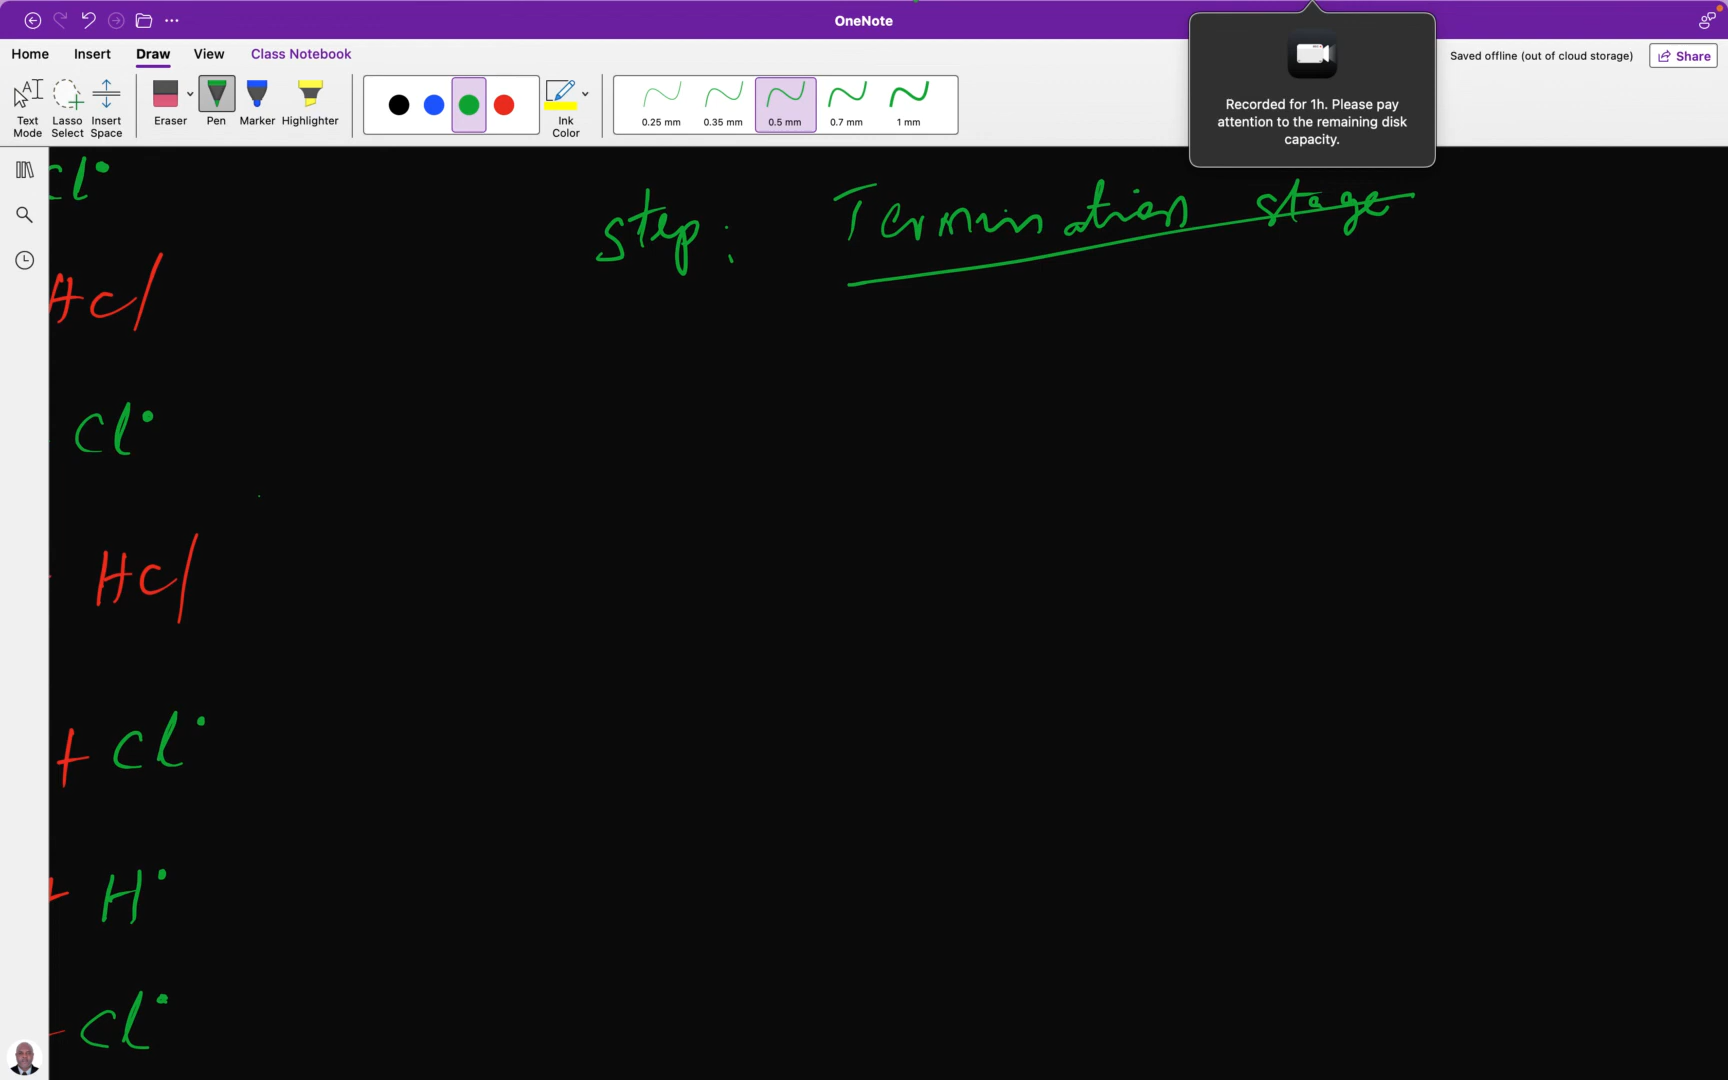 OneNote
Home Insert Draw View Class Notebook
Saved offline (out of cloud storage) Share
Text Mode
Lasso Select
Insert Space
Eraser
Pen
Marker
Highlighter
Ink Color
0.25 mm 0.35 mm 0.5 mm 0.7 mm 1 mm
Recorded for 1h. Please pay
attention to the remaining disk
capacity.
Cl•
step: Termination stage
HCl
Cl•
HCl
+ Cl•
+ H•
Cl•